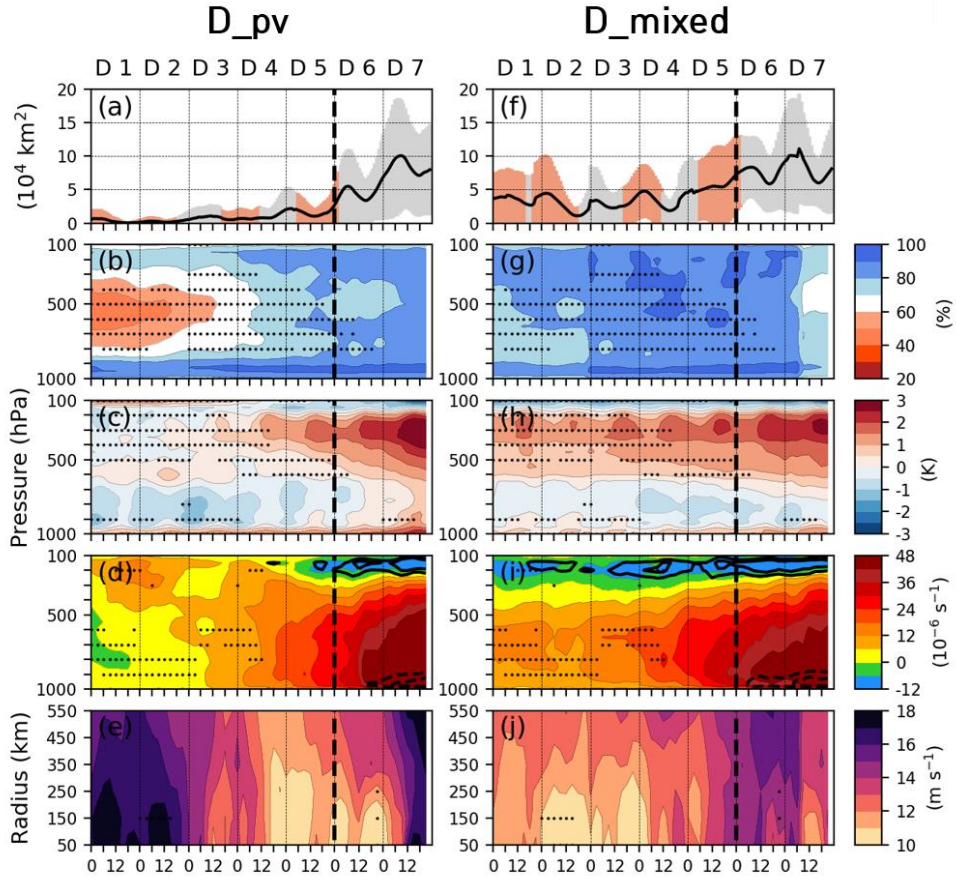 D_pv D_mixed
D 1 D 2 D 3 D 4 D 5 D 6 D 7 D 1 D 2 D 3 D 4 D 5 D 6 D 7
(10⁴ km²)
20
15
10
5
0
(a)
(f)
Pressure (hPa)
100
500
1000
(b)
(g)
100
80
60
40
20
(%)
100
500
1000
(c)
(h)
3
2
1
0
-1
-2
-3
(K)
100
500
1000
(d)
(i)
48
36
24
12
0
-12
(10⁻⁶ s⁻¹)
Radius (km)
550
450
350
250
150
50
(e)
(j)
18
16
14
12
10
(m s⁻¹)
0 12 0 12 0 12 0 12 0 12 0 12 0 12 0 12 0 12 0 12 0 12 0 12 0 12 0 12